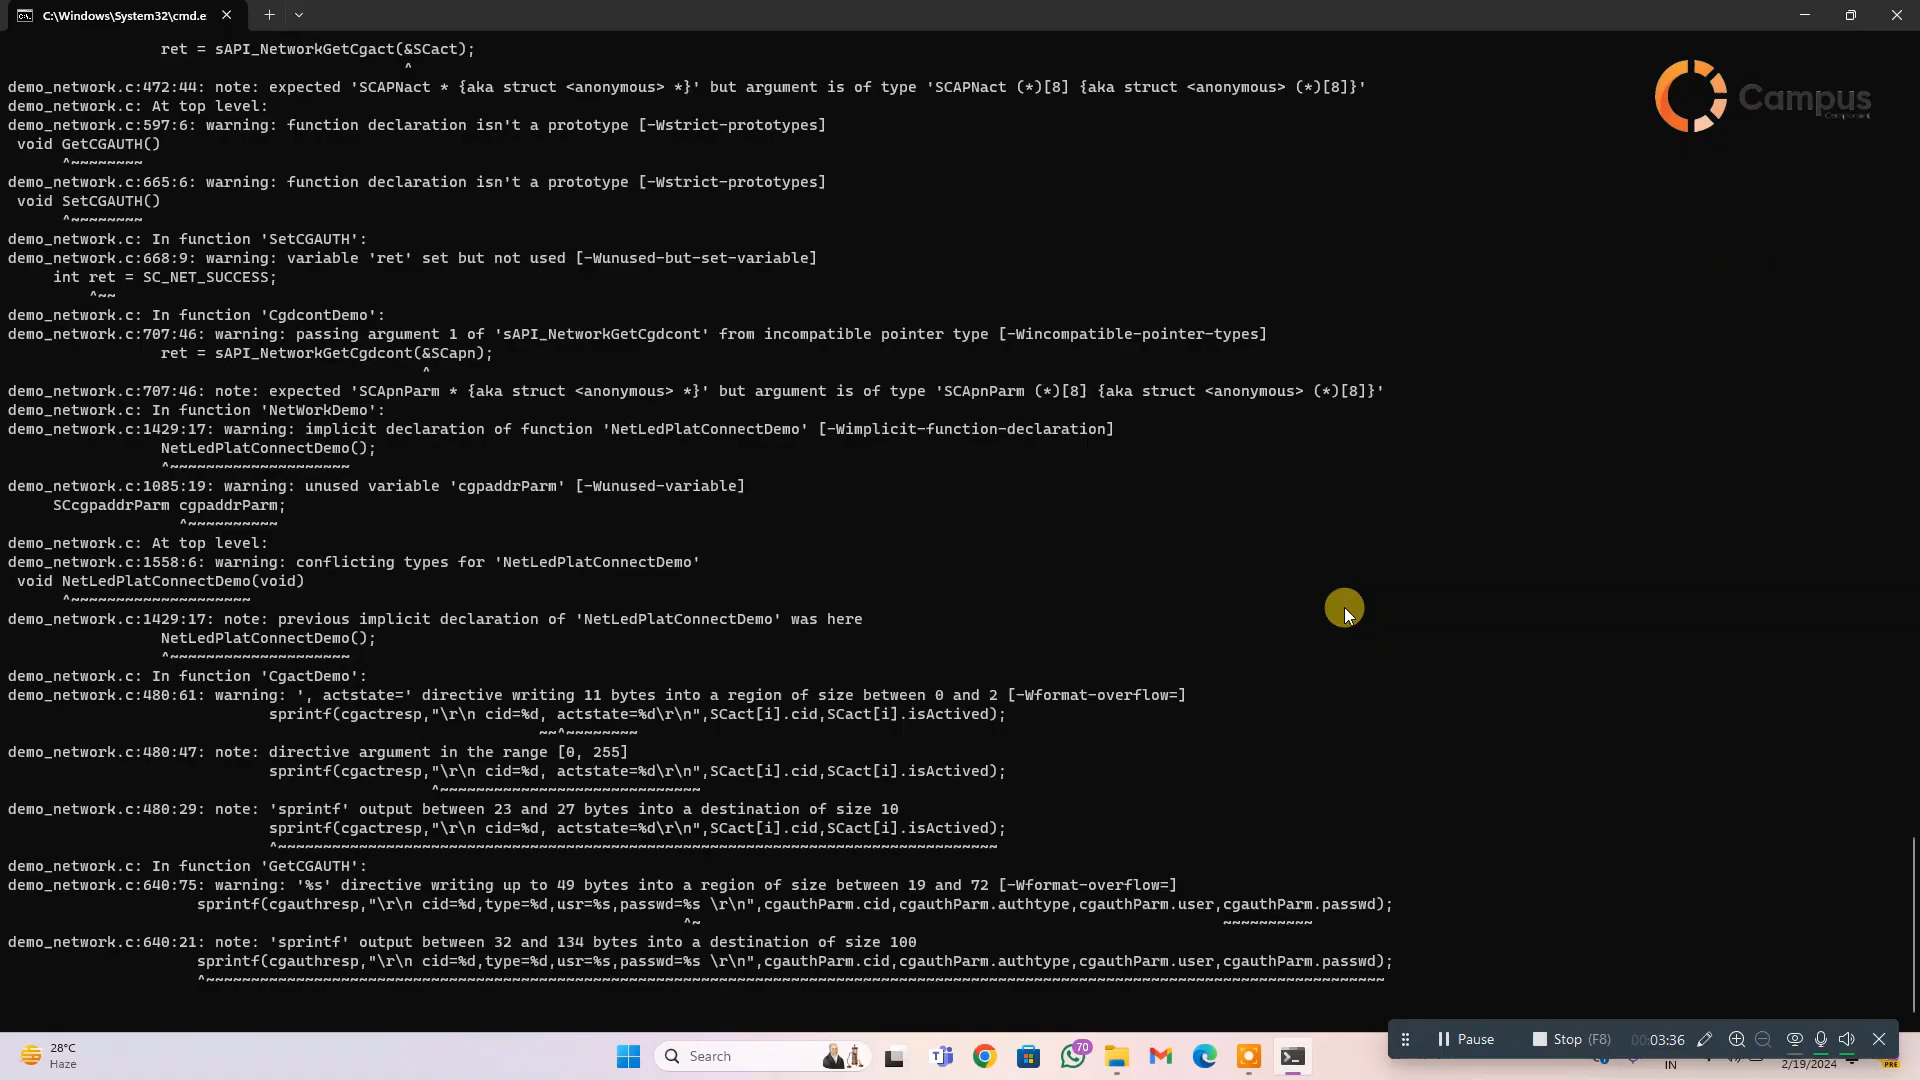 C:\Windows\System32\cmd.e
ret = sAPI_NetworkGetCgact(&SCact);
^
demo_network.c:472:44: note: expected 'SCAPNact * {aka struct <anonymous> *}' but argument is of type 'SCAPNact (*)[8] {aka struct <anonymous> (*)[8]}'
demo_network.c: At top level:
demo_network.c:597:6: warning: function declaration isn't a prototype [-Wstrict-prototypes]
void GetCGAUTH()
^~~~~~~~~
demo_network.c:665:6: warning: function declaration isn't a prototype [-Wstrict-prototypes]
void SetCGAUTH()
^~~~~~~~~
demo_network.c: In function 'SetCGAUTH':
demo_network.c:668:9: warning: variable 'ret' set but not used [-Wunused-but-set-variable]
int ret = SC_NET_SUCCESS;
^~~
demo_network.c: In function 'CgdcontDemo':
demo_network.c:707:46: warning: passing argument 1 of 'sAPI_NetworkGetCgdcont' from incompatible pointer type [-Wincompatible-pointer-types]
ret = sAPI_NetworkGetCgdcont(&SCapn);
^
demo_network.c:707:46: note: expected 'SCApnParm * {aka struct <anonymous> *}' but argument is of type 'SCApnParm (*)[8] {aka struct <anonymous> (*)[8]}'
demo_network.c: In function 'NetWorkDemo':
demo_network.c:1429:17: warning: implicit declaration of function 'NetLedPlatConnectDemo' [-Wimplicit-function-declaration]
NetLedPlatConnectDemo();
^~~~~~~~~~~~~~~~~~~~~
demo_network.c:1085:19: warning: unused variable 'cgpaddrParm' [-Wunused-variable]
SCcgpaddrParm cgpaddrParm;
^~~~~~~~~~~
demo_network.c: At top level:
demo_network.c:1558:6: warning: conflicting types for 'NetLedPlatConnectDemo'
void NetLedPlatConnectDemo(void)
^~~~~~~~~~~~~~~~~~~~~
demo_network.c:1429:17: note: previous implicit declaration of 'NetLedPlatConnectDemo' was here
NetLedPlatConnectDemo();
^~~~~~~~~~~~~~~~~~~~~
demo_network.c: In function 'CgactDemo':
demo_network.c:480:61: warning: ', actstate=' directive writing 11 bytes into a region of size between 0 and 2 [-Wformat-overflow=]
sprintf(cgactresp,"\r\n cid=%d, actstate=%d\r\n",SCact[i].cid,SCact[i].isActived);
~~^~~~~~~~~
demo_network.c:480:47: note: directive argument in the range [0, 255]
sprintf(cgactresp,"\r\n cid=%d, actstate=%d\r\n",SCact[i].cid,SCact[i].isActived);
^~~~~~~~~~~~~~~~~~~~~~~~~~~~~~
demo_network.c:480:29: note: 'sprintf' output between 23 and 27 bytes into a destination of size 10
sprintf(cgactresp,"\r\n cid=%d, actstate=%d\r\n",SCact[i].cid,SCact[i].isActived);
^~~~~~~~~~~~~~~~~~~~~~~~~~~~~~~~~~~~~~~~~~~~~~~~~~~~~~~~~~~~~~~~~~~~~~~~~~~~~~~~~
demo_network.c: In function 'GetCGAUTH':
demo_network.c:640:75: warning: '%s' directive writing up to 49 bytes into a region of size between 19 and 72 [-Wformat-overflow=]
sprintf(cgauthresp,"\r\n cid=%d,type=%d,usr=%s,passwd=%s \r\n",cgauthParm.cid,cgauthParm.authtype,cgauthParm.user,cgauthParm.passwd);
^~ ~~~~~~~~~~
demo_network.c:640:21: note: 'sprintf' output between 32 and 134 bytes into a destination of size 100
sprintf(cgauthresp,"\r\n cid=%d,type=%d,usr=%s,passwd=%s \r\n",cgauthParm.cid,cgauthParm.authtype,cgauthParm.user,cgauthParm.passwd);
^~~~~~~~~~~~~~~~~~~~~~~~~~~~~~~~~~~~~~~~~~~~~~~~~~~~~~~~~~~~~~~~~~~~~~~~~~~~~~~~~~~~~~~~~~~~~~~~~~~~~~~~~~~~~~~~~~~~~~~~~~~~~~~~~~~~
Campus
Component
Pause
Stop (F8)
00:03:36
28°C
Haze
Search
70
IN
2/19/2024
PRE